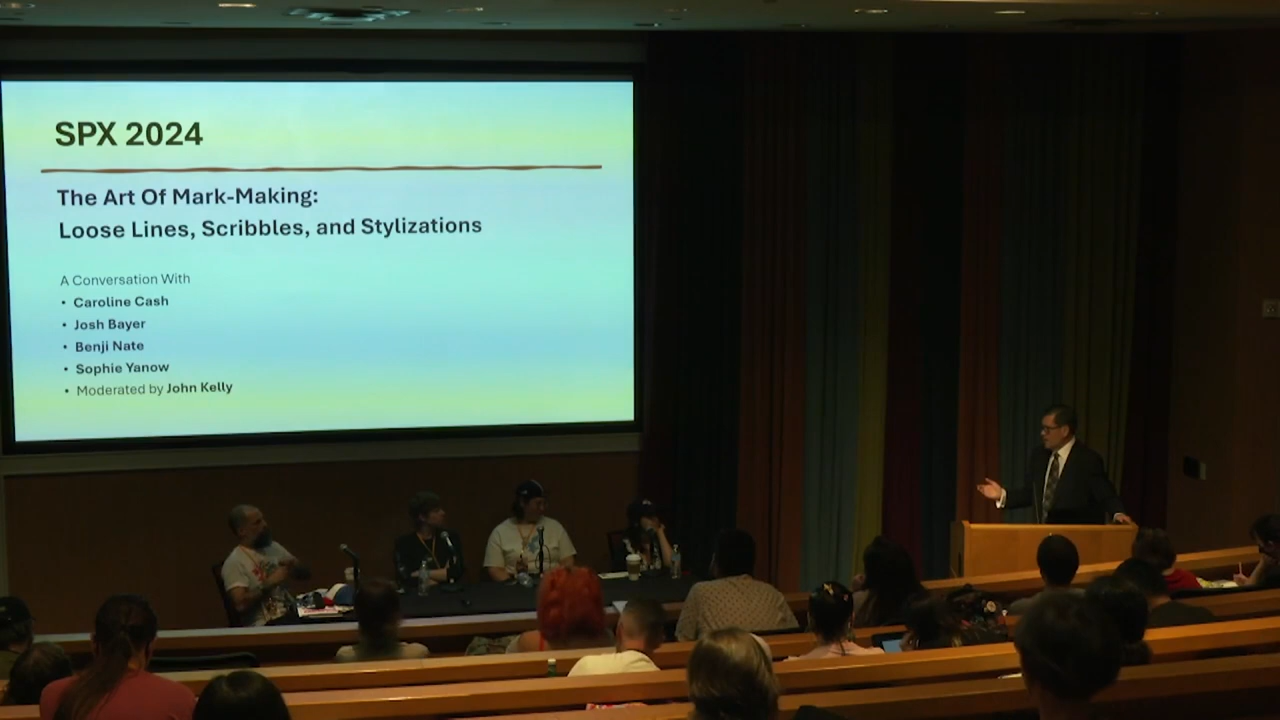 SPX 2024
The Art Of Mark-Making:
Loose Lines, Scribbles, and Stylizations
A Conversation With
• Caroline Cash
• Josh Bayer
• Benji Nate
• Sophie Yanow
• Moderated by John Kelly